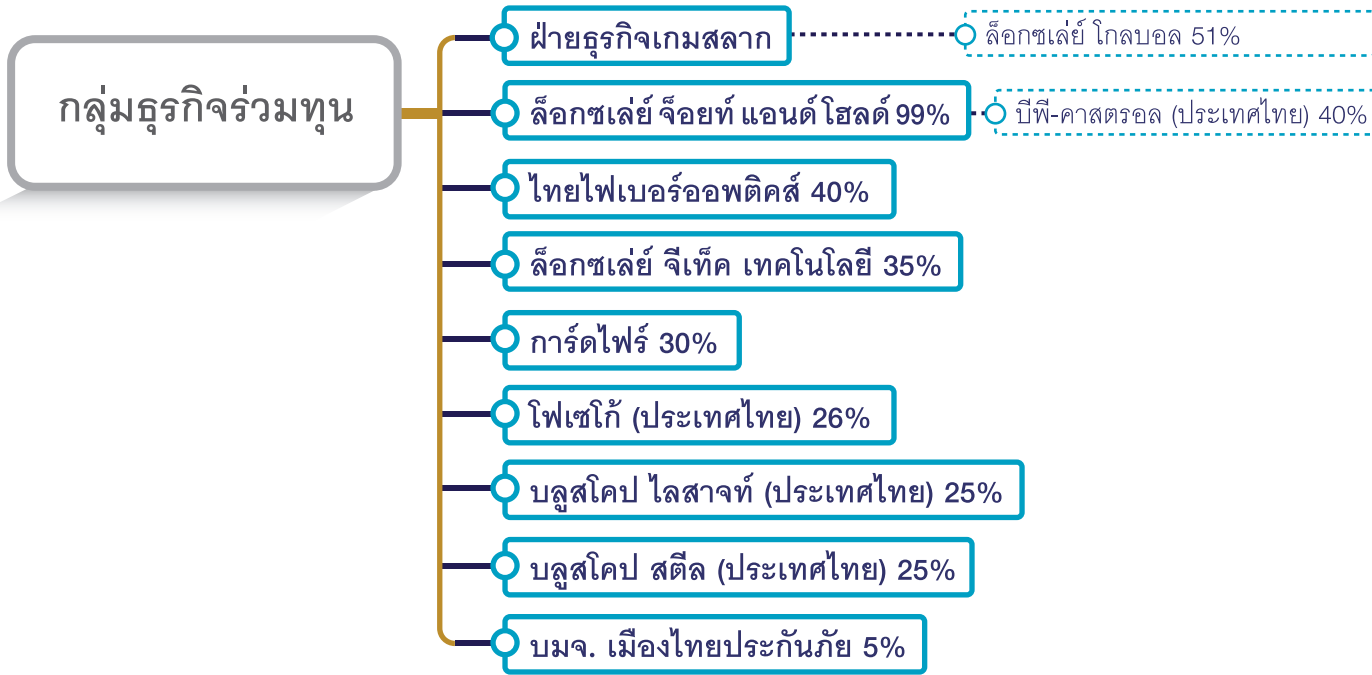 กลุ่มธุรกิจร่วมทุน
ฝ่ายธุรกิจเกมสลาก
ล็อกซเล่ย์ โกลบอล 51%
ล็อกซเล่ย์ จ็อยท์ แอนด์ โฮลด์ 99%
บีพี-คาสตรอล (ประเทศไทย) 40%
ไทยไฟเบอร์ออพติคส์ 40%
ล็อกซเล่ย์ จีเท็ค เทคโนโลยี 35%
การ์ดไฟร์ 30%
โฟเซโก้ (ประเทศไทย) 26%
บลูสโคป ไลสาจท์ (ประเทศไทย) 25%
บลูสโคป สตีล (ประเทศไทย) 25%
บมจ. เมืองไทยประกันภัย 5%